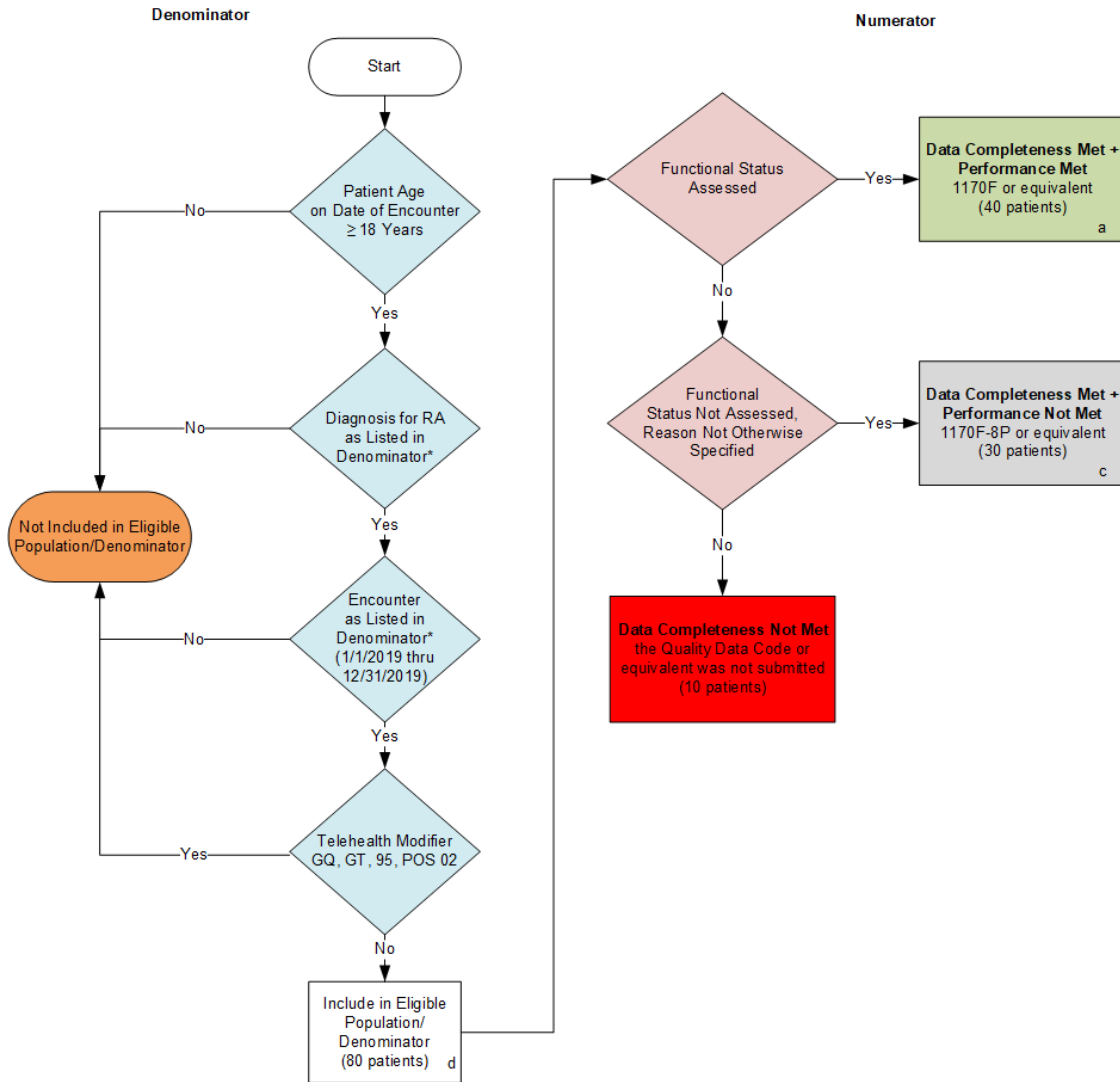 Denominator
Numerator
Start
Patient Age
on Date of Encounter
≥ 18 Years
No
Yes
Diagnosis for RA
as Listed in
Denominator*
No
Yes
Not Included in Eligible
Population/Denominator
Encounter
as Listed in
Denominator*
(1/1/2019 thru
12/31/2019)
No
Yes
Telehealth Modifier
GQ, GT, 95, POS 02
Yes
No
Include in Eligible
Population/
Denominator
(80 patients)
d
Functional Status
Assessed
Yes
Data Completeness Met +
Performance Met
1170F or equivalent
(40 patients)
a
No
Functional
Status Not Assessed,
Reason Not Otherwise
Specified
Yes
Data Completeness Met +
Performance Not Met
1170F-8P or equivalent
(30 patients)
c
No
Data Completeness Not Met
the Quality Data Code or
equivalent was not submitted
(10 patients)